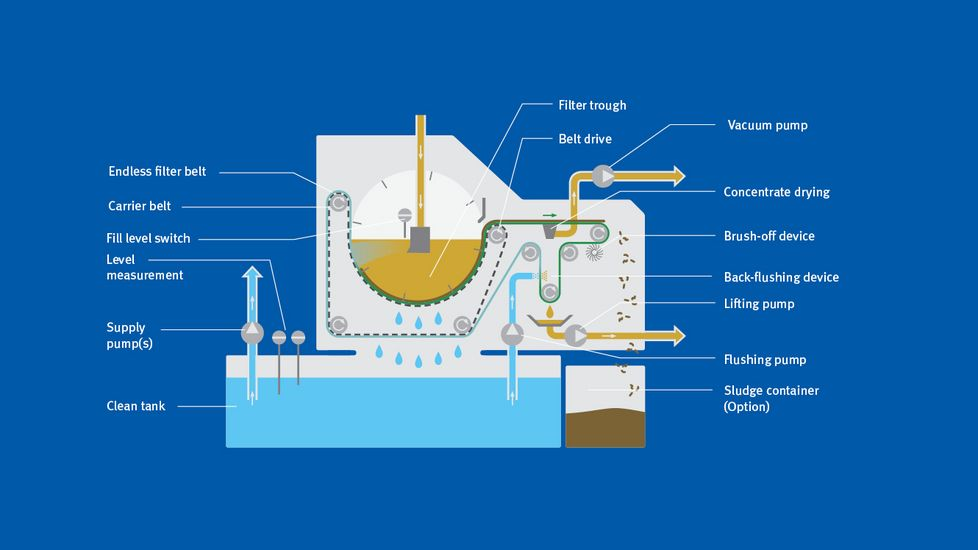 Filter trough
Belt drive
Vacuum pump
Endless filter belt
Carrier belt
Fill level switch
Level
measurement
Supply
pump(s)
Clean tank
Concentrate drying
Brush-off device
Back-flushing device
Lifting pump
Flushing pump
Sludge container
(Option)